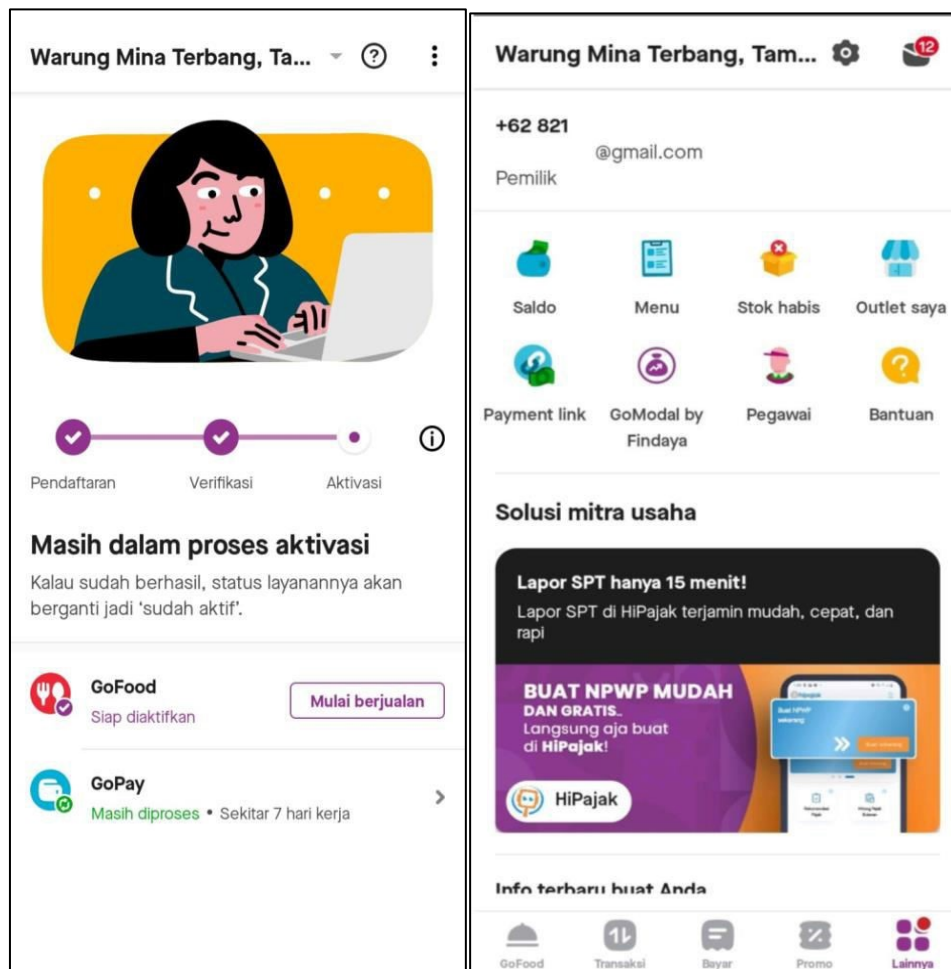 Warung Mina Terbang, Ta...
Pendaftaran
Verifikasi
Aktivasi
Masih dalam proses aktivasi
Kalau sudah berhasil, status layanannya akan
berganti jadi ‘sudah aktif’.
GoFood
Siap diaktifkan
Mulai berjualan
GoPay
Masih diproses • Sekitar 7 hari kerja
Warung Mina Terbang, Tam...
12
+62 821
@gmail.com
Pemilik
Saldo
Menu
Stok habis
Outlet saya
Payment link
GoModal by
Findaya
Pegawai
Bantuan
Solusi mitra usaha
Lapor SPT hanya 15 menit!
Lapor SPT di HiPajak terjamin mudah, cepat, dan
rapi
BUAT NPWP MUDAH
DAN GRATIS..
Langsung aja buat
di HiPajak!
HiPajak
Buat NPWP
sekarang
Info terbaru buat Anda
GoFood
Transaksi
Bayar
Promo
Lainnya